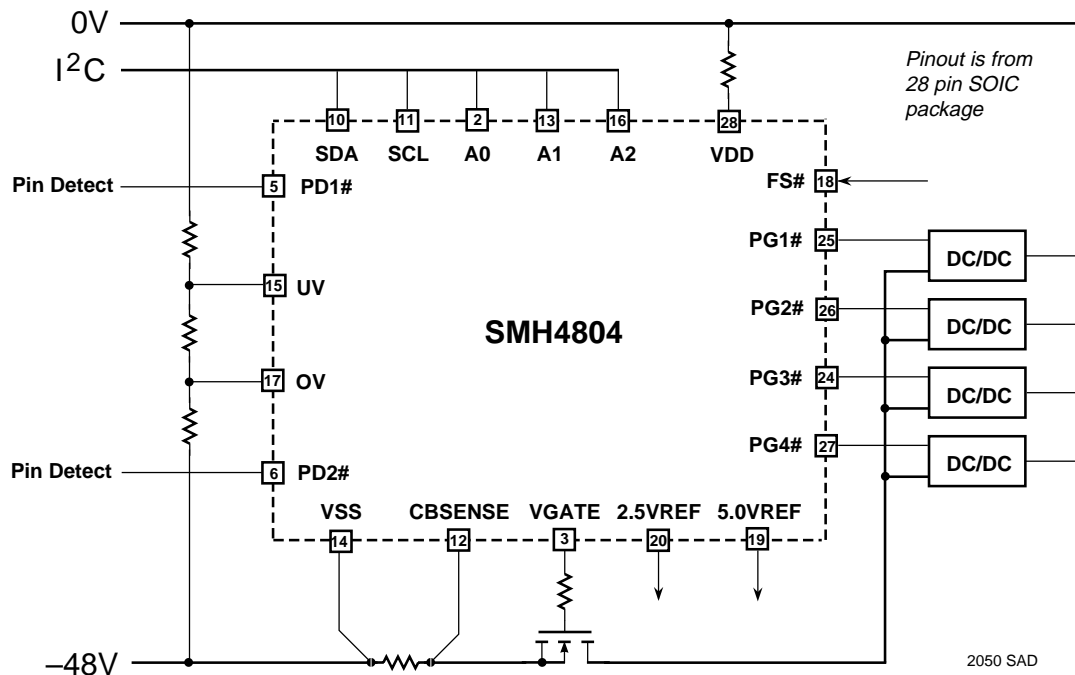 0V
I2C
Pinout is from
28 pin SOIC
package
10 11 2 13 16 28
SDA SCL A0 A1 A2 VDD
Pin Detect 5 PD1#
FS# 18
PG1# 25 DC/DC
15 UV
PG2# 26 DC/DC
SMH4804
17 OV
PG3# 24 DC/DC
PG4# 27 DC/DC
Pin Detect 6 PD2#
VSS CBSENSE VGATE 2.5VREF 5.0VREF
14 12 3 20 19
–48V
2050 SAD